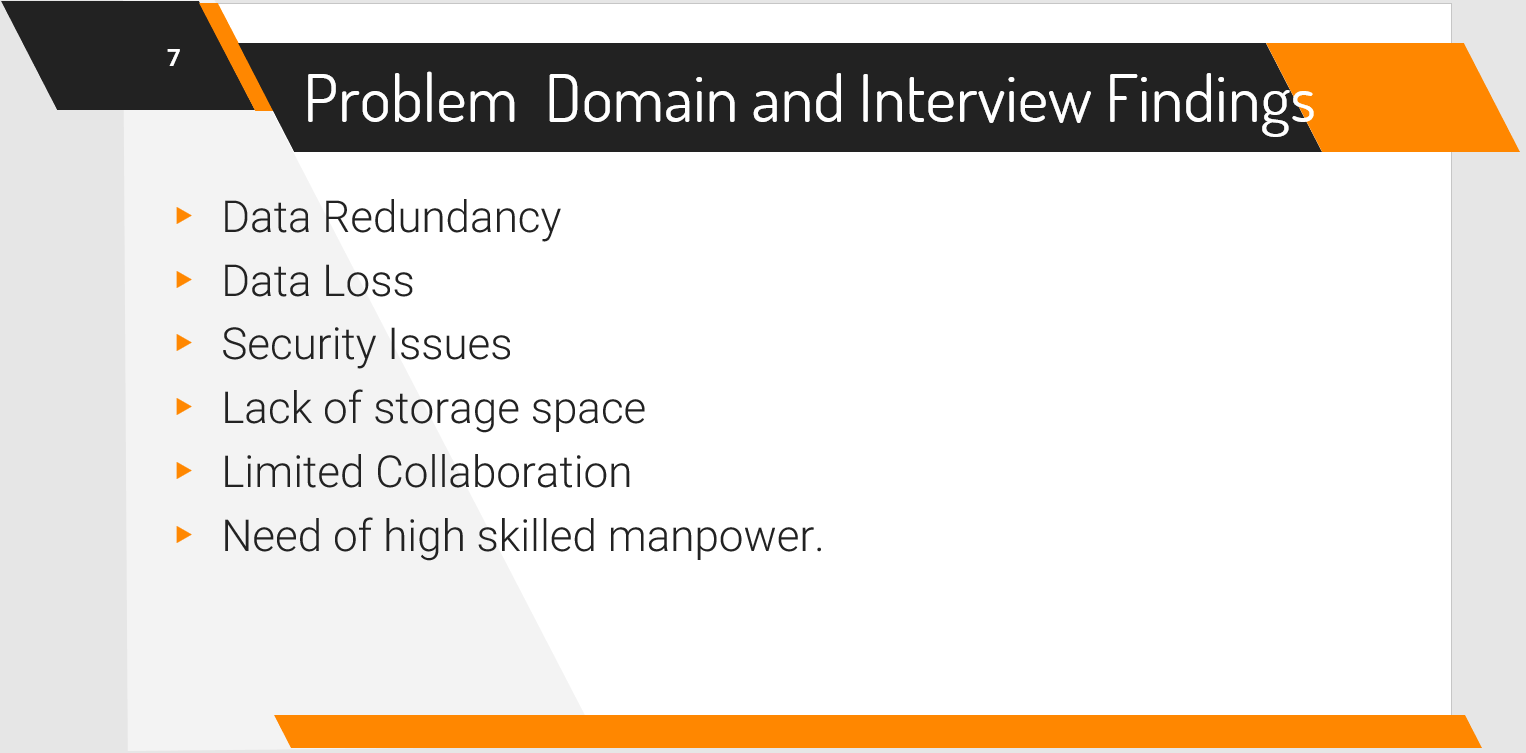 7
Problem  Domain and Interview Findings
Data Redundancy
Data Loss
Security Issues
Lack of storage space
Limited Collaboration
Need of high skilled manpower.